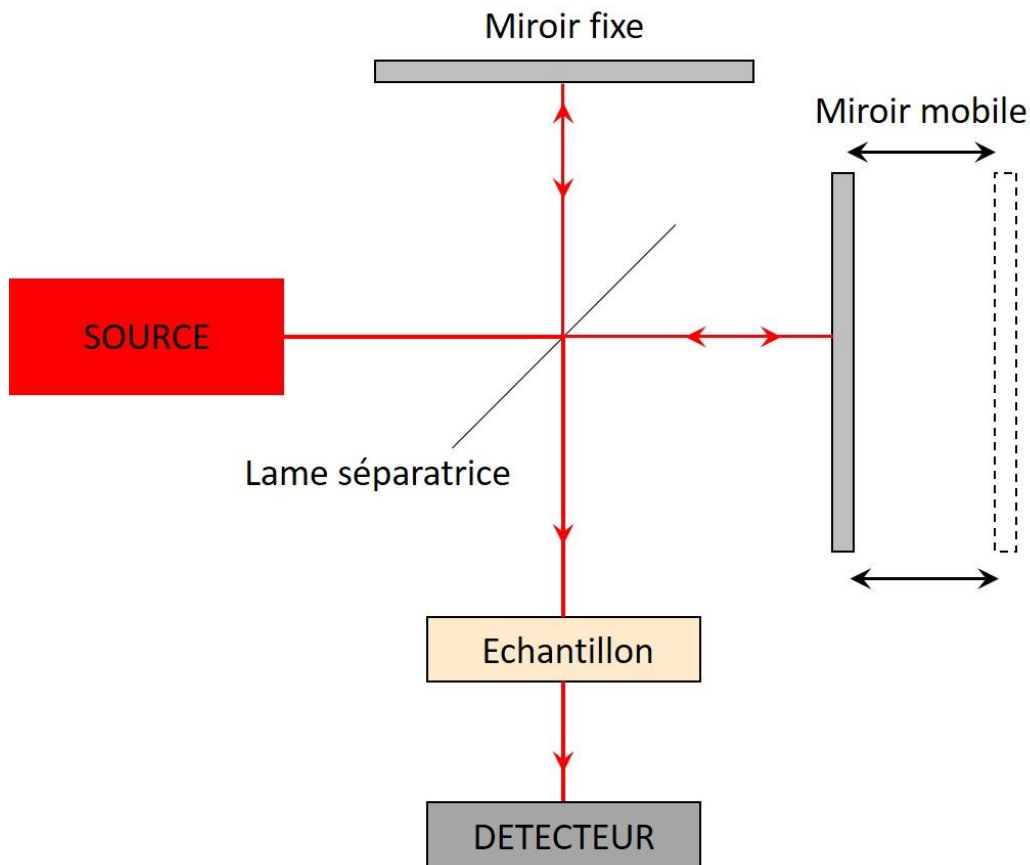 Miroir fixe
Miroir mobile
SOURCE
Lame séparatrice
Echantillon
DETECTEUR